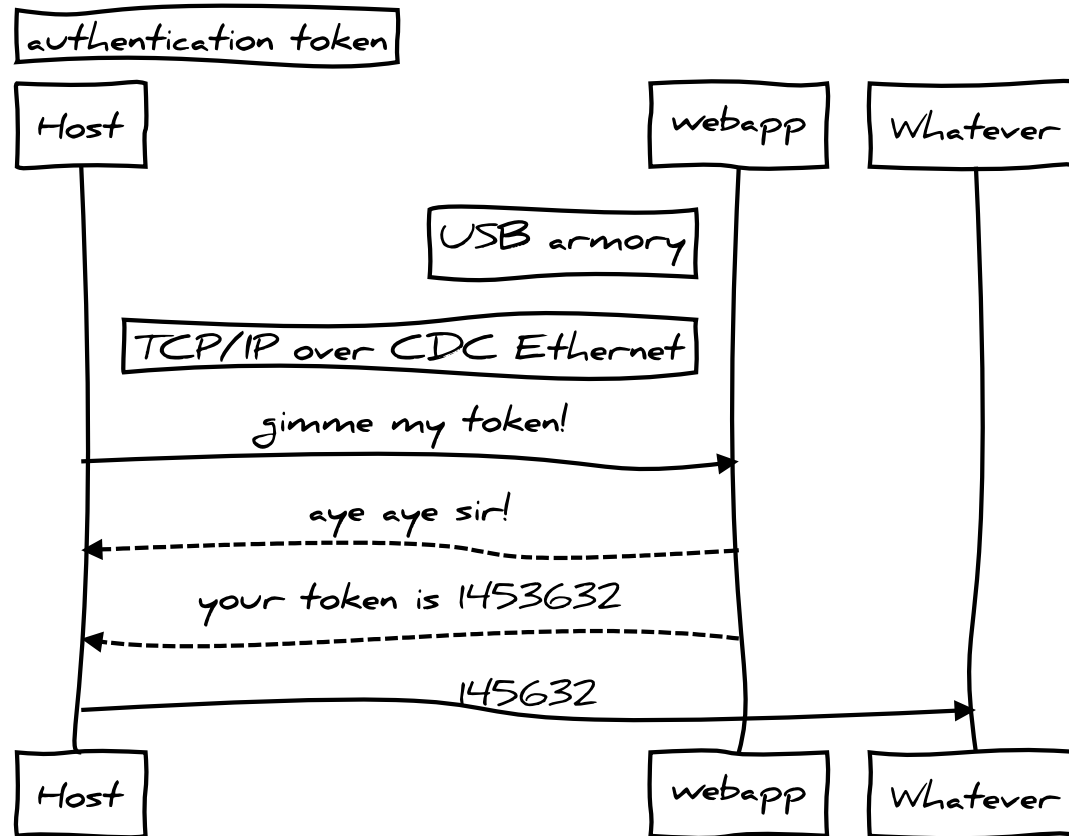 authentication token
Host
webapp
Whatever
USB armory
TCP/IP over CDC Ethernet
gimme my token!
aye aye sir!
your token is 1453632
145632
Host
webapp
Whatever